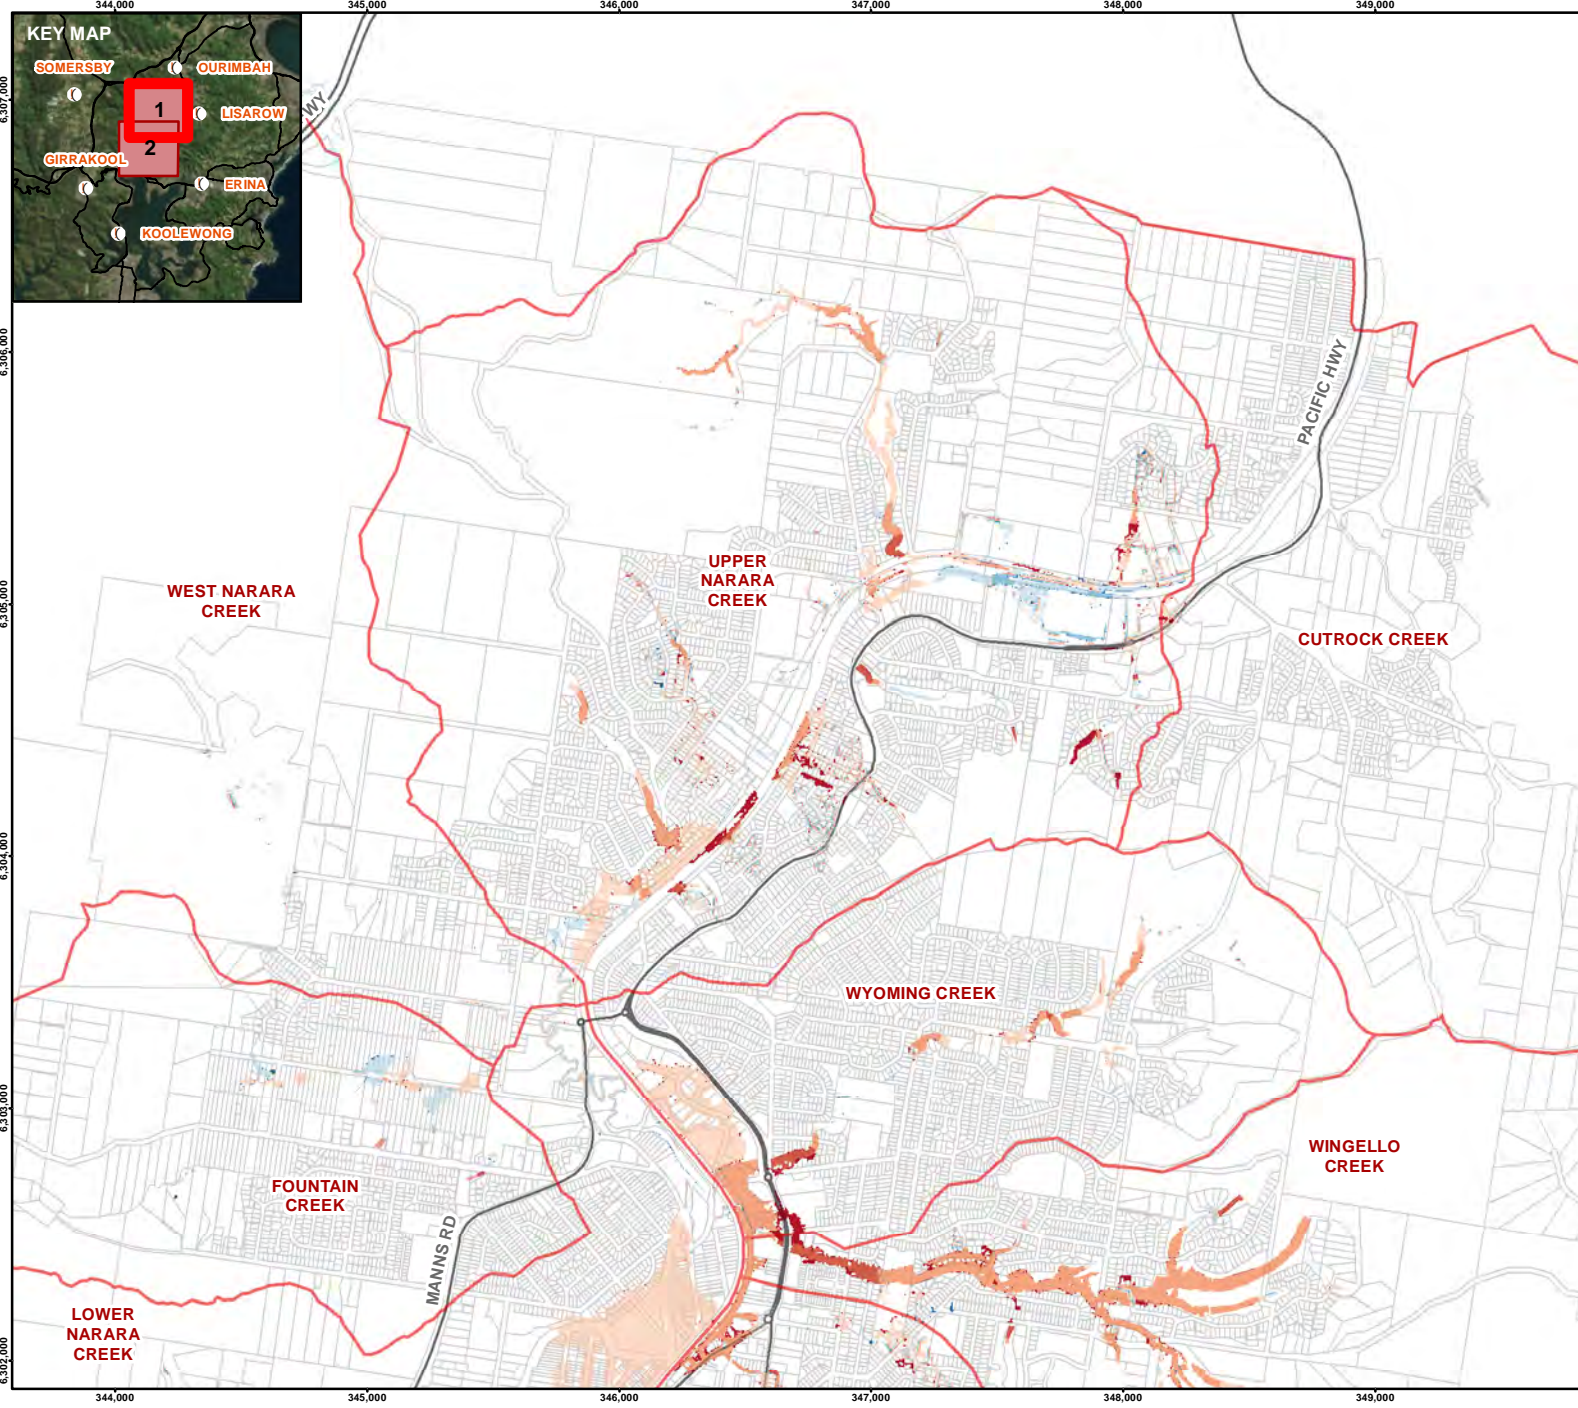 344,000
345,000
346,000
347,000
348,000
349,000
KEY MAP
SOMERSBY
OURIMBAH
1
LISAROW
2
GIRRAKOOL
ERINA
KOOLEWONG
WY
6,307,000
6,306,000
6,305,000
6,304,000
6,303,000
6,302,000
PACIFIC HWY
UPPER
NARARA
CREEK
WEST NARARA
CREEK
CUTROCK CREEK
WYOMING CREEK
WINGELLO
CREEK
FOUNTAIN
CREEK
MANNS RD
LOWER
NARARA
CREEK
344,000
345,000
346,000
347,000
348,000
349,000